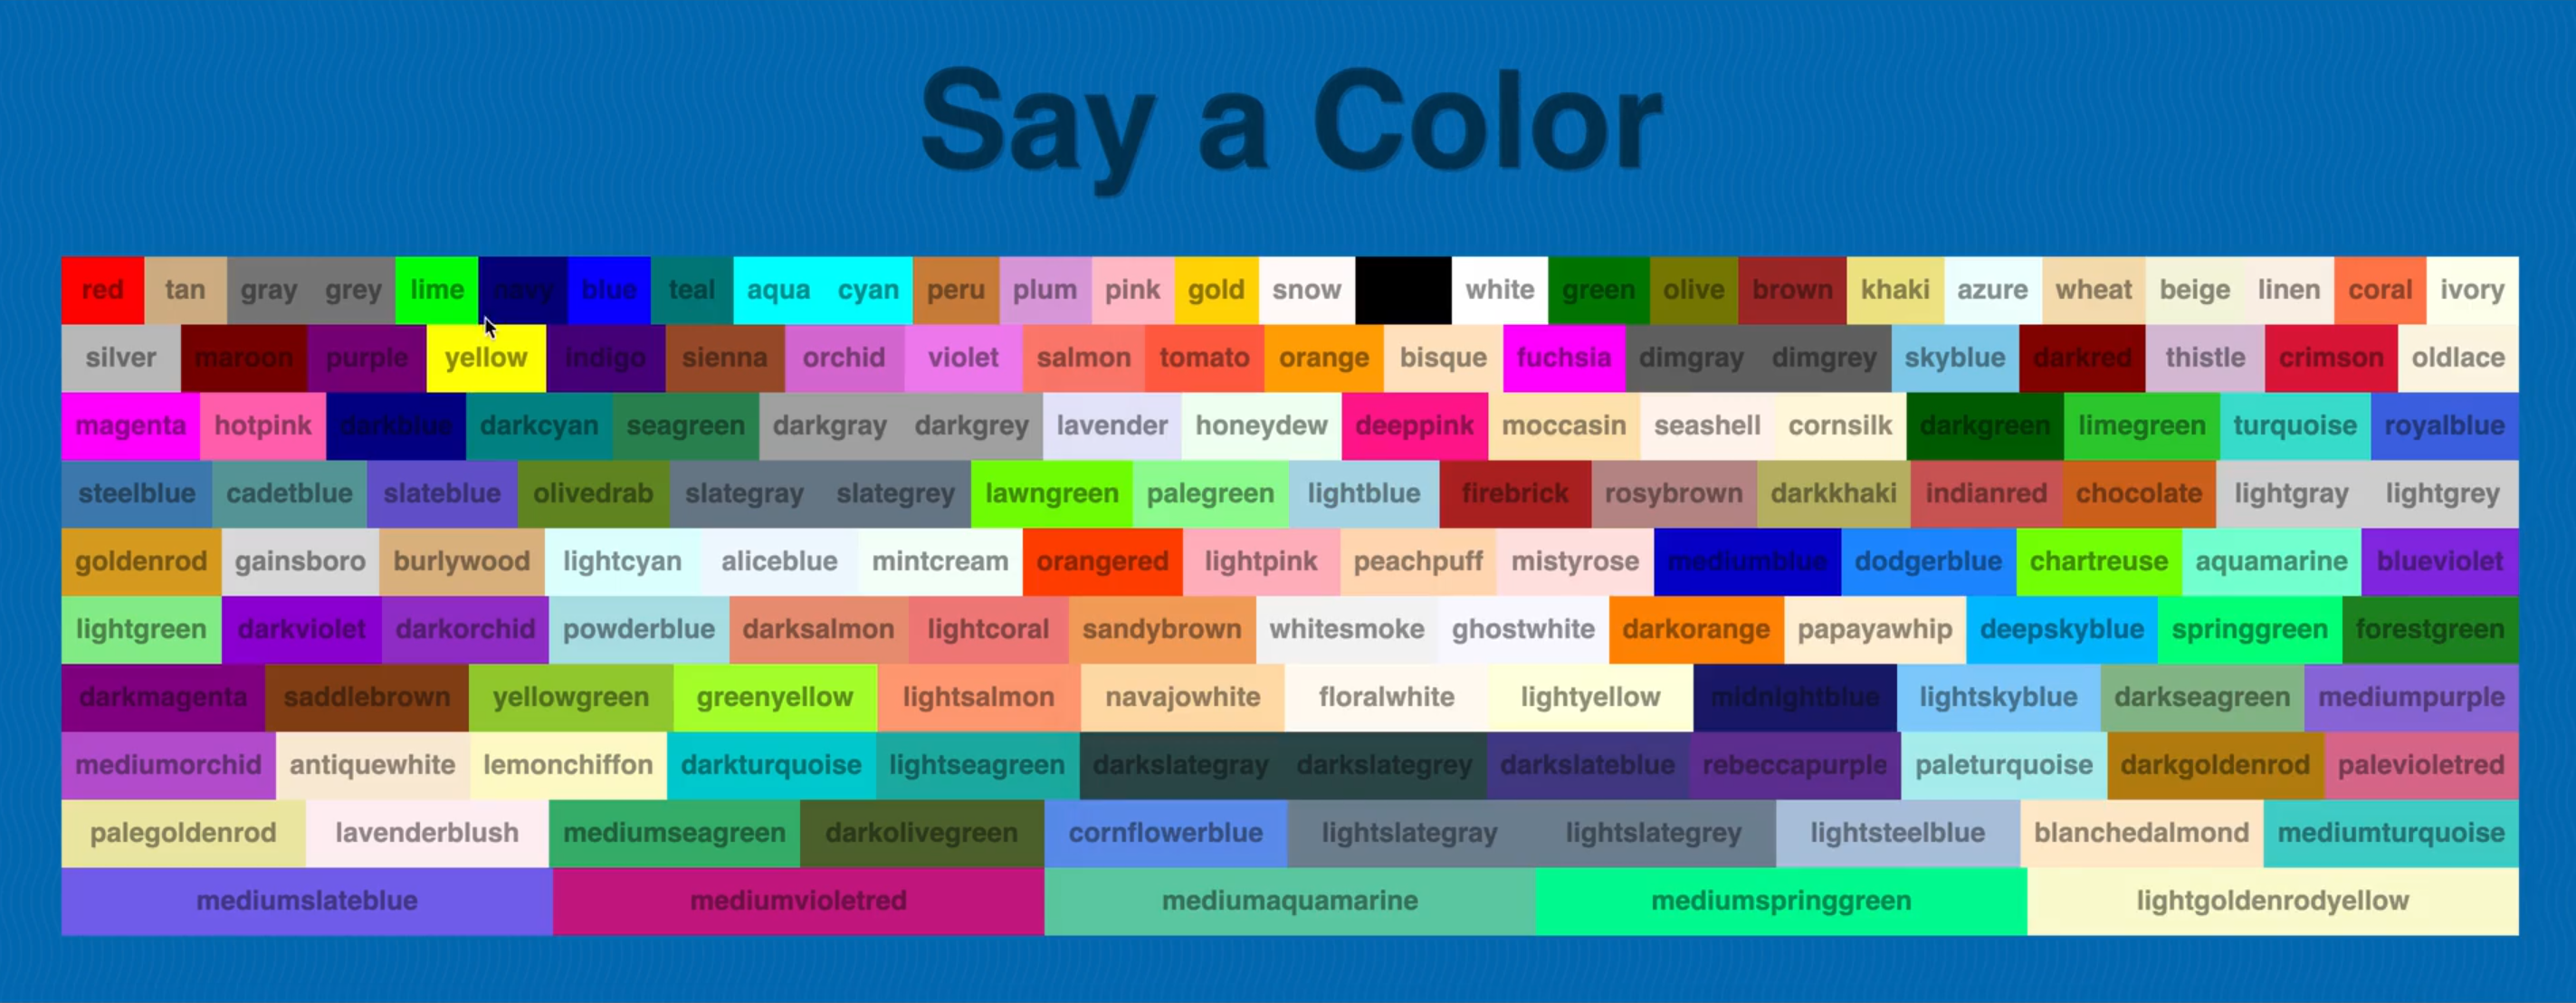 Say a Color
red tan gray grey lime navy blue teal aqua cyan peru plum pink gold snow white green olive brown khaki azure wheat beige linen coral ivory
silver maroon purple yellow indigo sienna orchid violet salmon tomato orange bisque fuchsia dimgray dimgrey skyblue darkred thistle crimson oldlace
magenta hotpink darkblue darkcyan seagreen darkgray darkgrey lavender honeydew deeppink moccasin seashell cornsilk darkgreen limegreen turquoise royalblue
steelblue cadetblue slateblue olivedrab slategray slategrey lawngreen palegreen lightblue firebrick rosybrown darkkhaki indianred chocolate lightgray lightgrey
goldenrod gainsboro burlywood lightcyan aliceblue mintcream orangered lightpink peachpuff mistyrose mediumblue dodgerblue chartreuse aquamarine blueviolet
lightgreen darkviolet darkorchid powderblue darksalmon lightcoral sandybrown whitesmoke ghostwhite darkorange papayawhip deepskyblue springgreen forestgreen
darkmagenta saddlebrown yellowgreen greenyellow lightsalmon navajowhite floralwhite lightyellow midnightblue lightskyblue darkseagreen mediumpurple
mediumorchid antiquewhite lemonchiffon darkturquoise lightseagreen darkslategray darkslategrey darkslateblue rebeccapurple paleturquoise darkgoldenrod palevioletred
palegoldenrod lavenderblush mediumseagreen darkolivegreen cornflowerblue lightslategray lightslategrey lightsteelblue blanchedalmond mediumturquoise
mediumslateblue mediumvioletred mediumaquamarine mediumspringgreen lightgoldenrodyellow